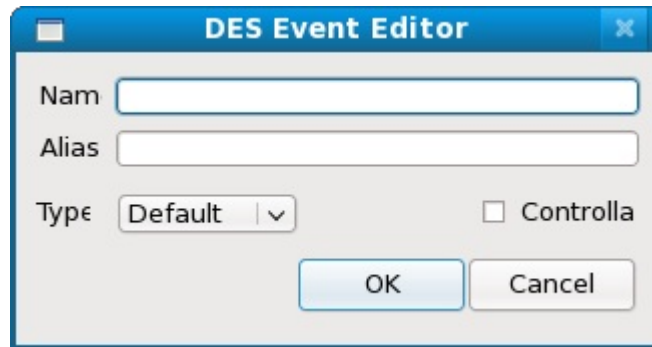 DES Event Editor
Nam
Alias
Type
Default
Controlla
OK
Cancel